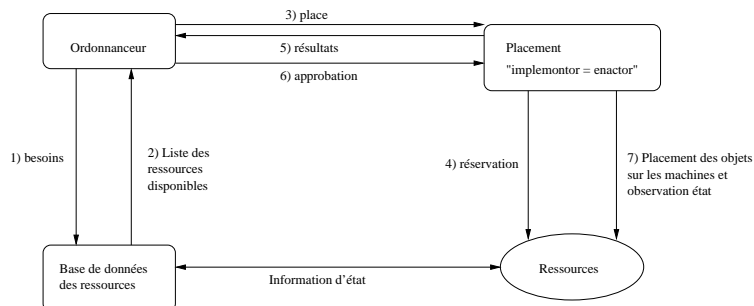 3) place
Ordonnanceur
5) résultats
Placement
"implemontor = enactor"
6) approbation
1) besoins
2) Liste des
ressources
disponibles
4) réservation
7) Placement des objets
sur les machines et
observation état
Base de données
des ressources
Information d'état
Ressources